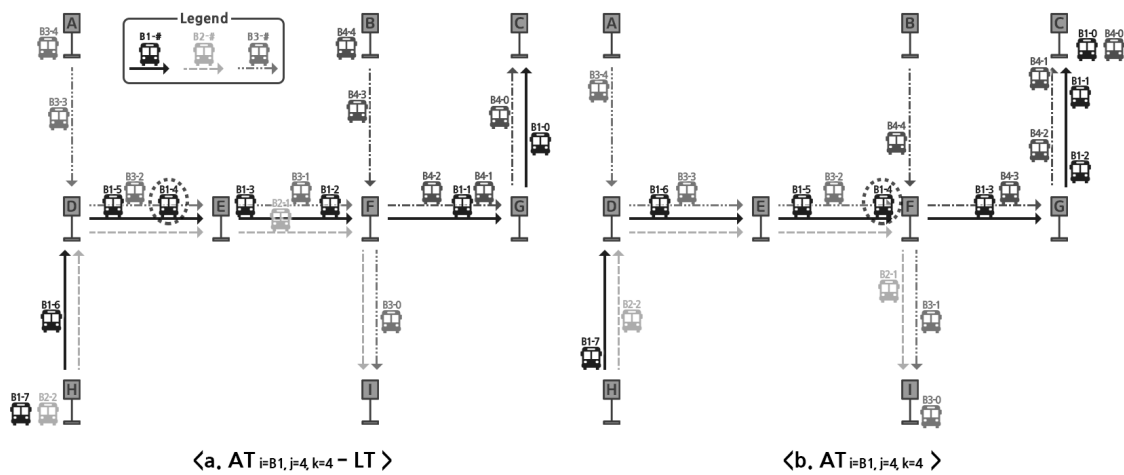 Legend
B1-# B2-# B3-#
A B C
B3-4 B4-4
B3-3 B4-3 B4-0 B1-0
B1-5 B3-2 B1-4 B1-3 B3-1 B2-1 B1-2 B4-2 B1-1 B4-1
D E F G
B1-6 B3-0
H I
B1-7 B2-2
<a. AT i=B1, j=4, k=4 – LT >
A B C
B1-0 B4-0
B3-4 B4-4 B4-1 B1-1
B4-2 B1-2
B1-6 B3-3 B1-5 B3-2 B1-4 B1-3 B4-3
D E F G
B2-2 B2-1 B3-1
B1-7
H I
B3-0
<b. AT i=B1, j=4, k=4 >